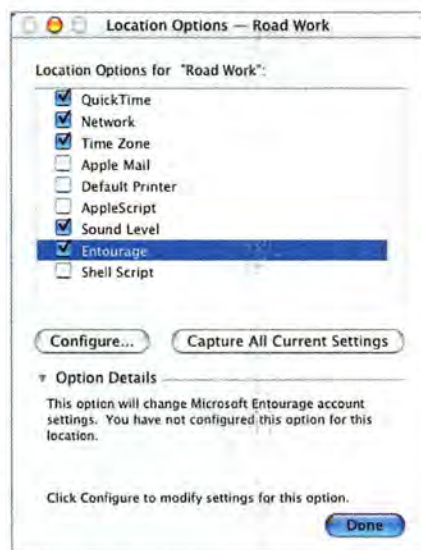 Location Options — Road Work
Location Options for "Road Work":
QuickTime
Network
Time Zone
Apple Mail
Default Printer
AppleScript
Sound Level
Entourage
Shell Script
Configure... Capture All Current Settings
Option Details
This option will change Microsoft Entourage account
settings. You have not configured this option for this
location.
Click Configure to modify settings for this option.
Done